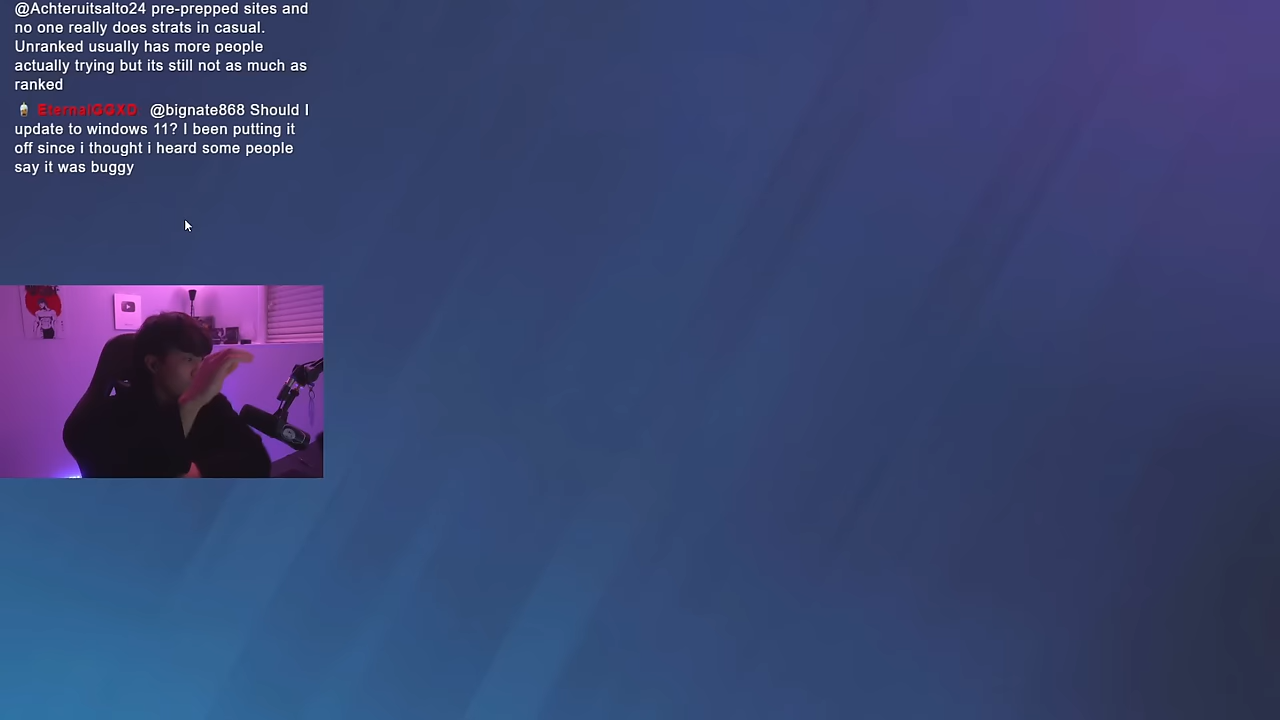 @Achteruitsalto24 pre-prepped sites and
no one really does strats in casual.
Unranked usually has more people
actually trying but its still not as much as
ranked
EternalGGXD @bignate868 Should I
update to windows 11? I been putting it
off since i thought i heard some people
say it was buggy